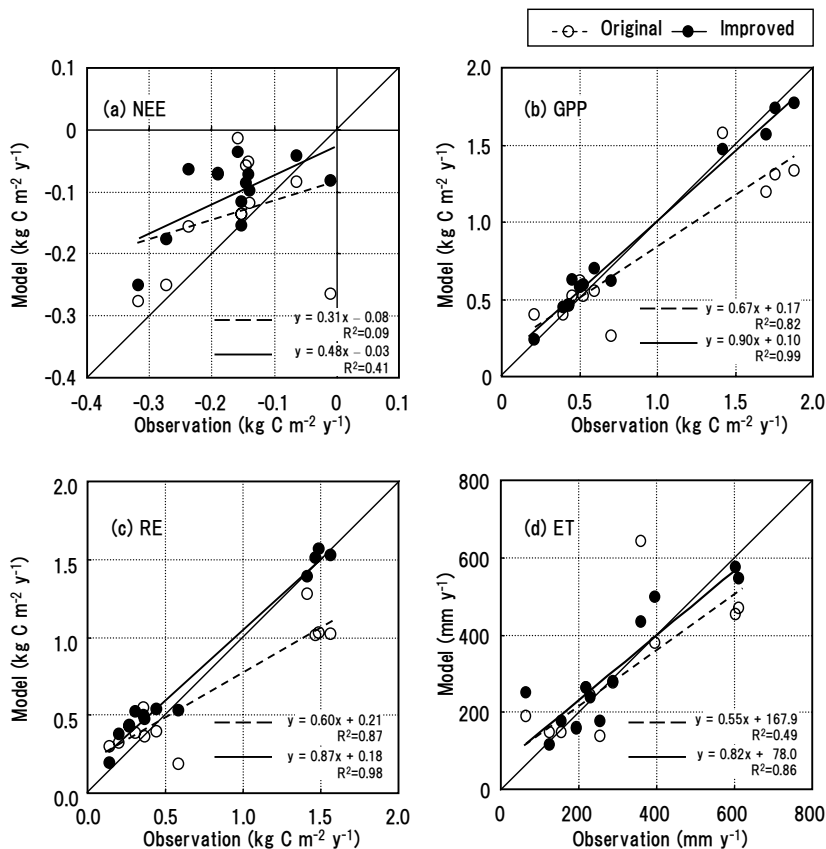 Original Improved
(a) NEE
0.1
0
-0.1
-0.2
-0.3
-0.4
Model (kg C m-2 y-1)
y = 0.31x – 0.08
R2=0.09
y = 0.48x – 0.03
R2=0.41
-0.4 -0.3 -0.2 -0.1 0 0.1
Observation (kg C m-2 y-1)
(b) GPP
2.0
1.5
1.0
0.5
0
Model (kg C m-2 y-1)
y = 0.67x + 0.17
R2=0.82
y = 0.90x + 0.10
R2=0.99
0 0.5 1.0 1.5 2.0
Observation (kg C m-2 y-1)
(c) RE
2.0
1.5
1.0
0.5
0.0
Model (kg C m-2 y-1)
y = 0.60x + 0.21
R2=0.87
y = 0.87x + 0.18
R2=0.98
0.0 0.5 1.0 1.5 2.0
Observation (kg C m-2 y-1)
(d) ET
800
600
400
200
0
Model (mm y-1)
y = 0.55x + 167.9
R2=0.49
y = 0.82x + 78.0
R2=0.86
0 200 400 600 800
Observation (mm y-1)